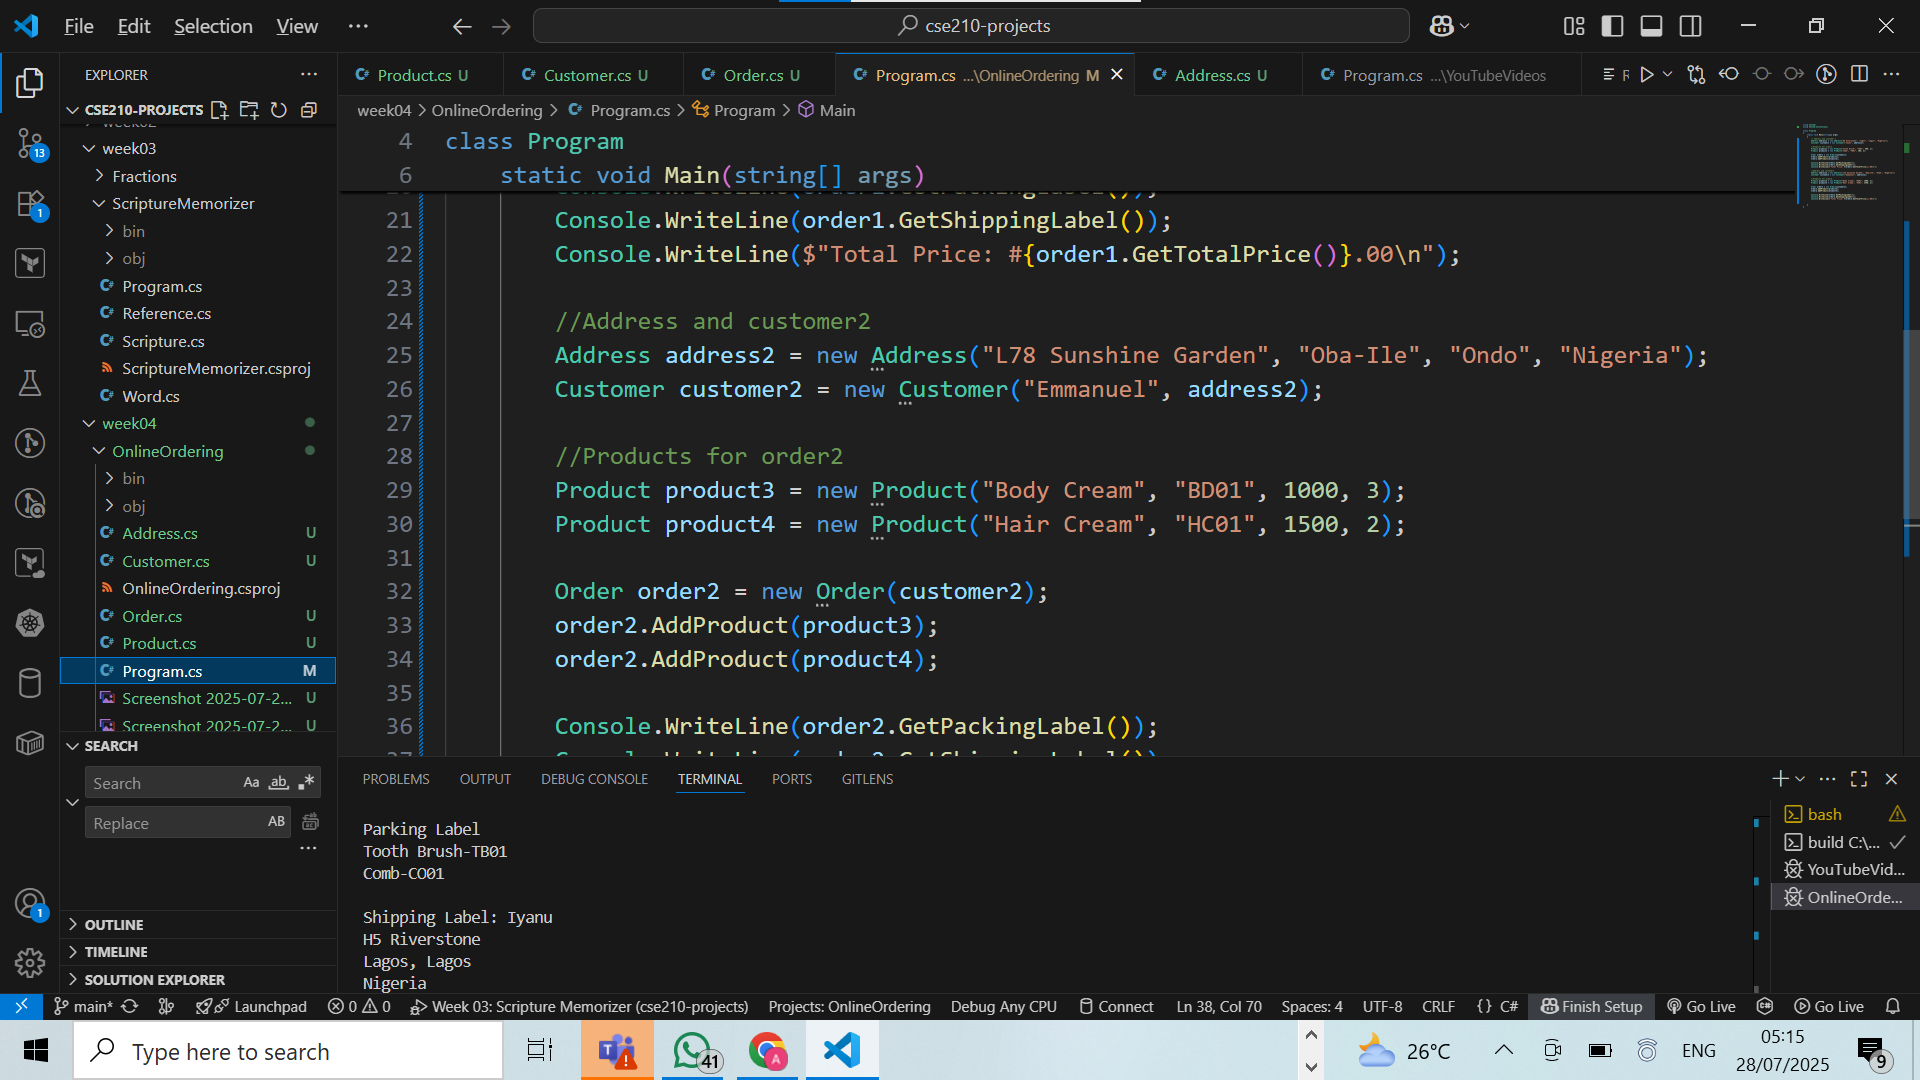 File Edit Selection View ···
cse210-projects
EXPLORER ···
Product.cs U
Customer.cs U
Order.cs U
Program.cs ...\OnlineOrdering M
Address.cs U
Program.cs ...\YouTubeVideos
CSE210-PROJECTS
week03
Fractions
ScriptureMemorizer
bin
obj
Program.cs
Reference.cs
Scripture.cs
ScriptureMemorizer.csproj
Word.cs
week04
OnlineOrdering
bin
obj
Address.cs U
Customer.cs U
OnlineOrdering.csproj
Order.cs U
Product.cs U
Program.cs M
Screenshot 2025-07-2... U
Screenshot 2025-07-2... U
SEARCH
Search Aa ab
Replace AB
OUTLINE
TIMELINE
SOLUTION EXPLORER
13
1
1
week04 > OnlineOrdering > Program.cs > Program > Main
4 class Program
6 static void Main(string[] args)
21 Console.WriteLine(order1.GetShippingLabel());
22 Console.WriteLine($"Total Price: #{order1.GetTotalPrice()}.00\n");
23
24 //Address and customer2
25 Address address2 = new Address("L78 Sunshine Garden", "Oba-Ile", "Ondo", "Nigeria");
26 Customer customer2 = new Customer("Emmanuel", address2);
27
28 //Products for order2
29 Product product3 = new Product("Body Cream", "BD01", 1000, 3);
30 Product product4 = new Product("Hair Cream", "HC01", 1500, 2);
31
32 Order order2 = new Order(customer2);
33 order2.AddProduct(product3);
34 order2.AddProduct(product4);
35
36 Console.WriteLine(order2.GetPackingLabel());
PROBLEMS OUTPUT DEBUG CONSOLE TERMINAL PORTS GITLENS
Parking Label
Tooth Brush-TB01
Comb-CO01
Shipping Label: Iyanu
H5 Riverstone
Lagos, Lagos
Nigeria
bash
build C:\...
YouTubeVid...
OnlineOrde...
main* Launchpad 0 0 Week 03: Scripture Memorizer (cse210-projects) Projects: OnlineOrdering Debug Any CPU Connect Ln 38, Col 70 Spaces: 4 UTF-8 CRLF {} C# Finish Setup Go Live Go Live
Type here to search
41
26°C
ENG
05:15
28/07/2025
9